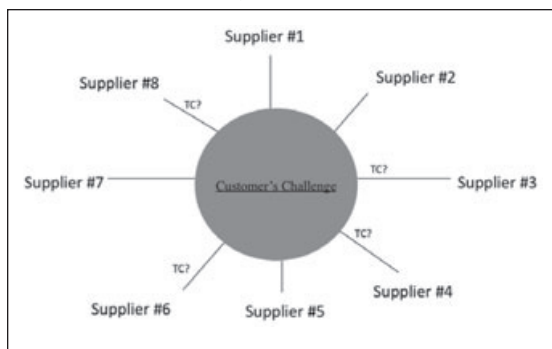 Supplier #1
Supplier #2
Supplier #8
TC?
Supplier #7
Customer's Challenge
TC?
Supplier #3
TC?
Supplier #4
TC?
Supplier #6
Supplier #5